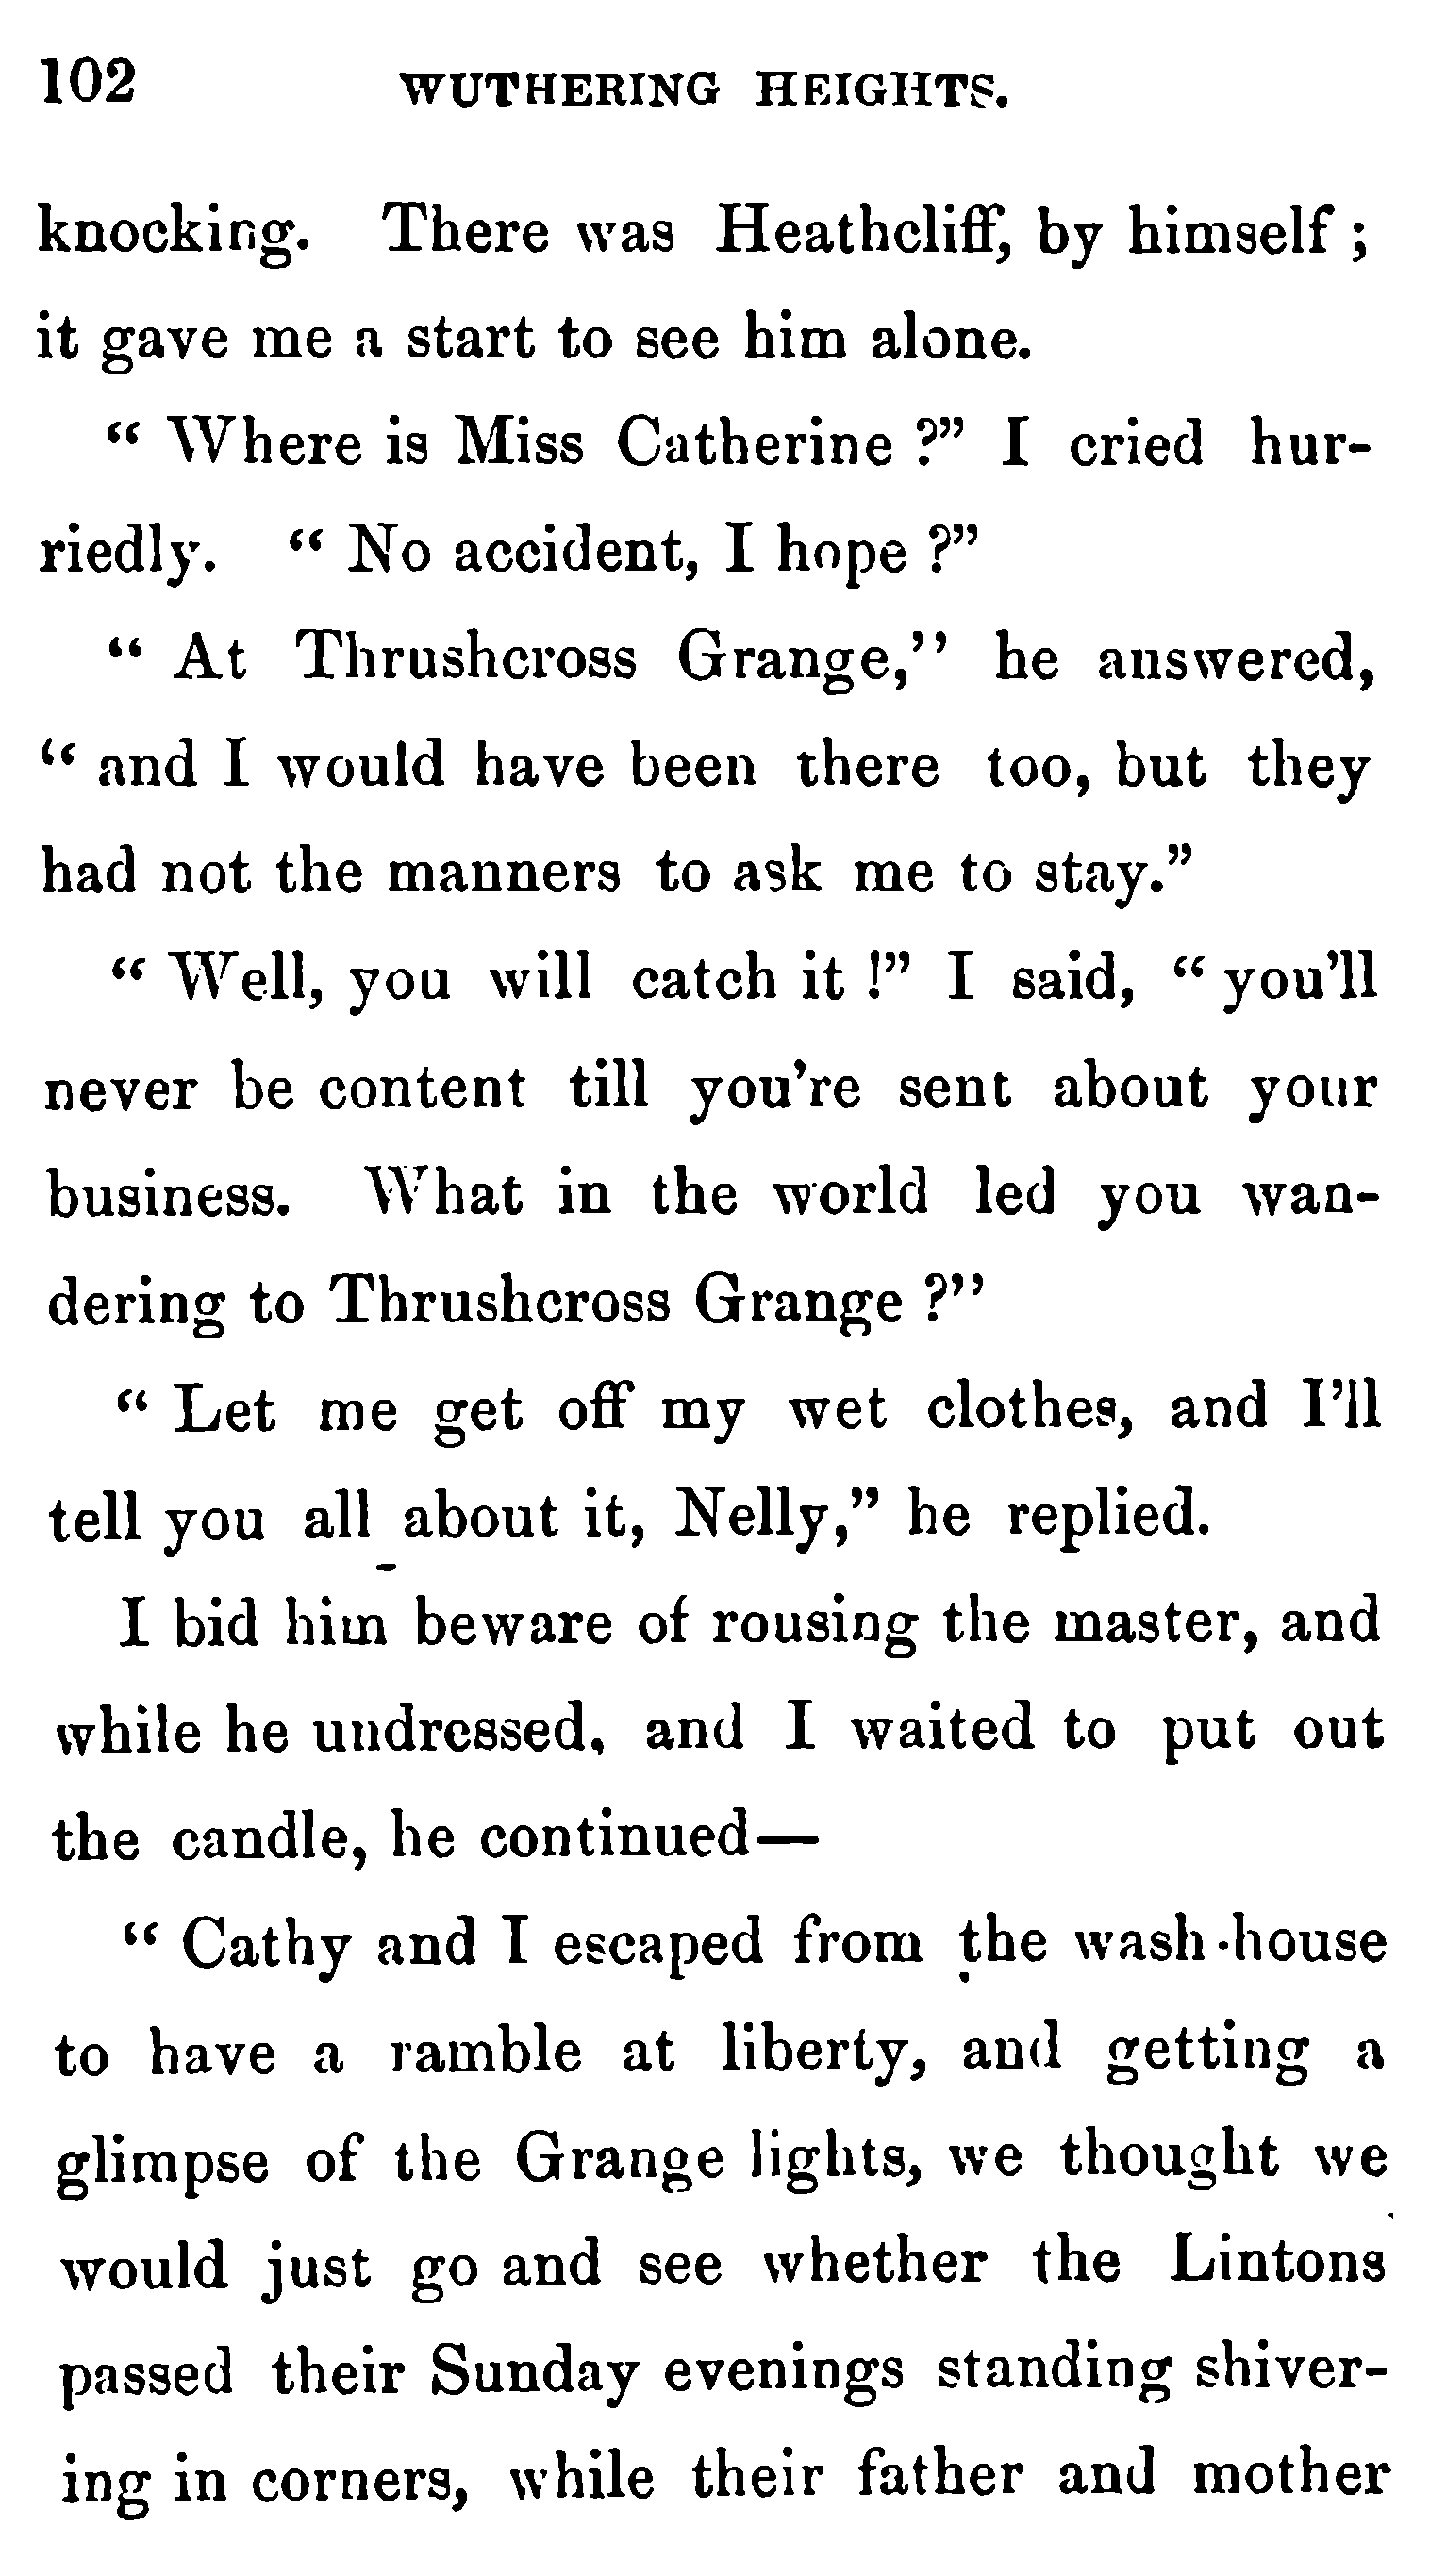 102 WUTHERING HEIGHTS.
knocking. There was Heathcliff, by himself;
it gave me a start to see him alone.
"Where is Miss Catherine?" I cried hur-
riedly. "No accident, I hope?"
"At Thrushcross Grange," he answered,
"and I would have been there too, but they
had not the manners to ask me to stay."
"Well, you will catch it!" I said, "you'll
never be content till you're sent about your
business. What in the world led you wan-
dering to Thrushcross Grange?"
"Let me get off my wet clothes, and I'll
tell you all about it, Nelly," he replied.
I bid him beware of rousing the master, and
while he undressed, and I waited to put out
the candle, he continued—
"Cathy and I escaped from the wash-house
to have a ramble at liberty, and getting a
glimpse of the Grange lights, we thought we
would just go and see whether the Lintons
passed their Sunday evenings standing shiver-
ing in corners, while their father and mother